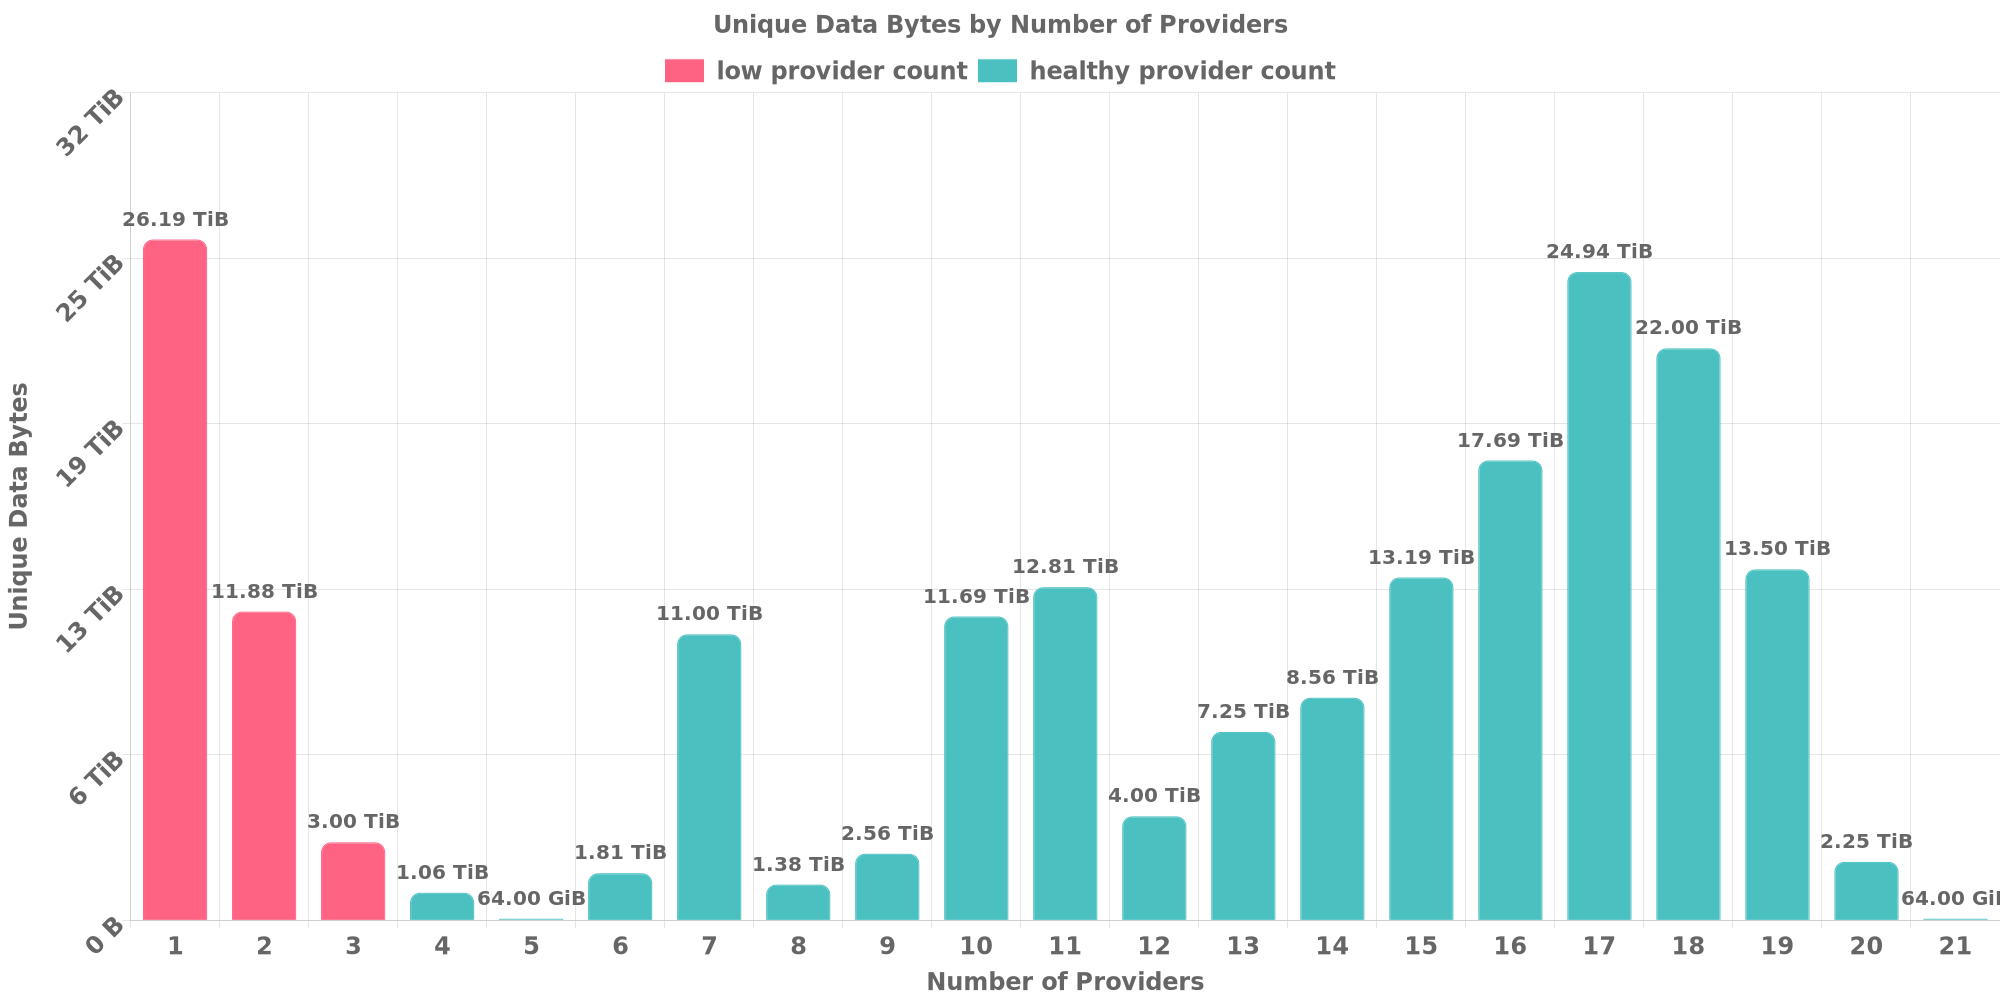 Unique Data Bytes by Number of Providers
low provider count healthy provider count
32 TiB
25 TiB
19 TiB
13 TiB
6 TiB
0 B
Unique Data Bytes
26.19 TiB
11.88 TiB
3.00 TiB
1.06 TiB
64.00 GiB
1.81 TiB
11.00 TiB
1.38 TiB
2.56 TiB
11.69 TiB
12.81 TiB
4.00 TiB
7.25 TiB
8.56 TiB
13.19 TiB
17.69 TiB
24.94 TiB
22.00 TiB
13.50 TiB
2.25 TiB
64.00 Gi
1 2 3 4 5 6 7 8 9 10 11 12 13 14 15 16 17 18 19 20 21
Number of Providers